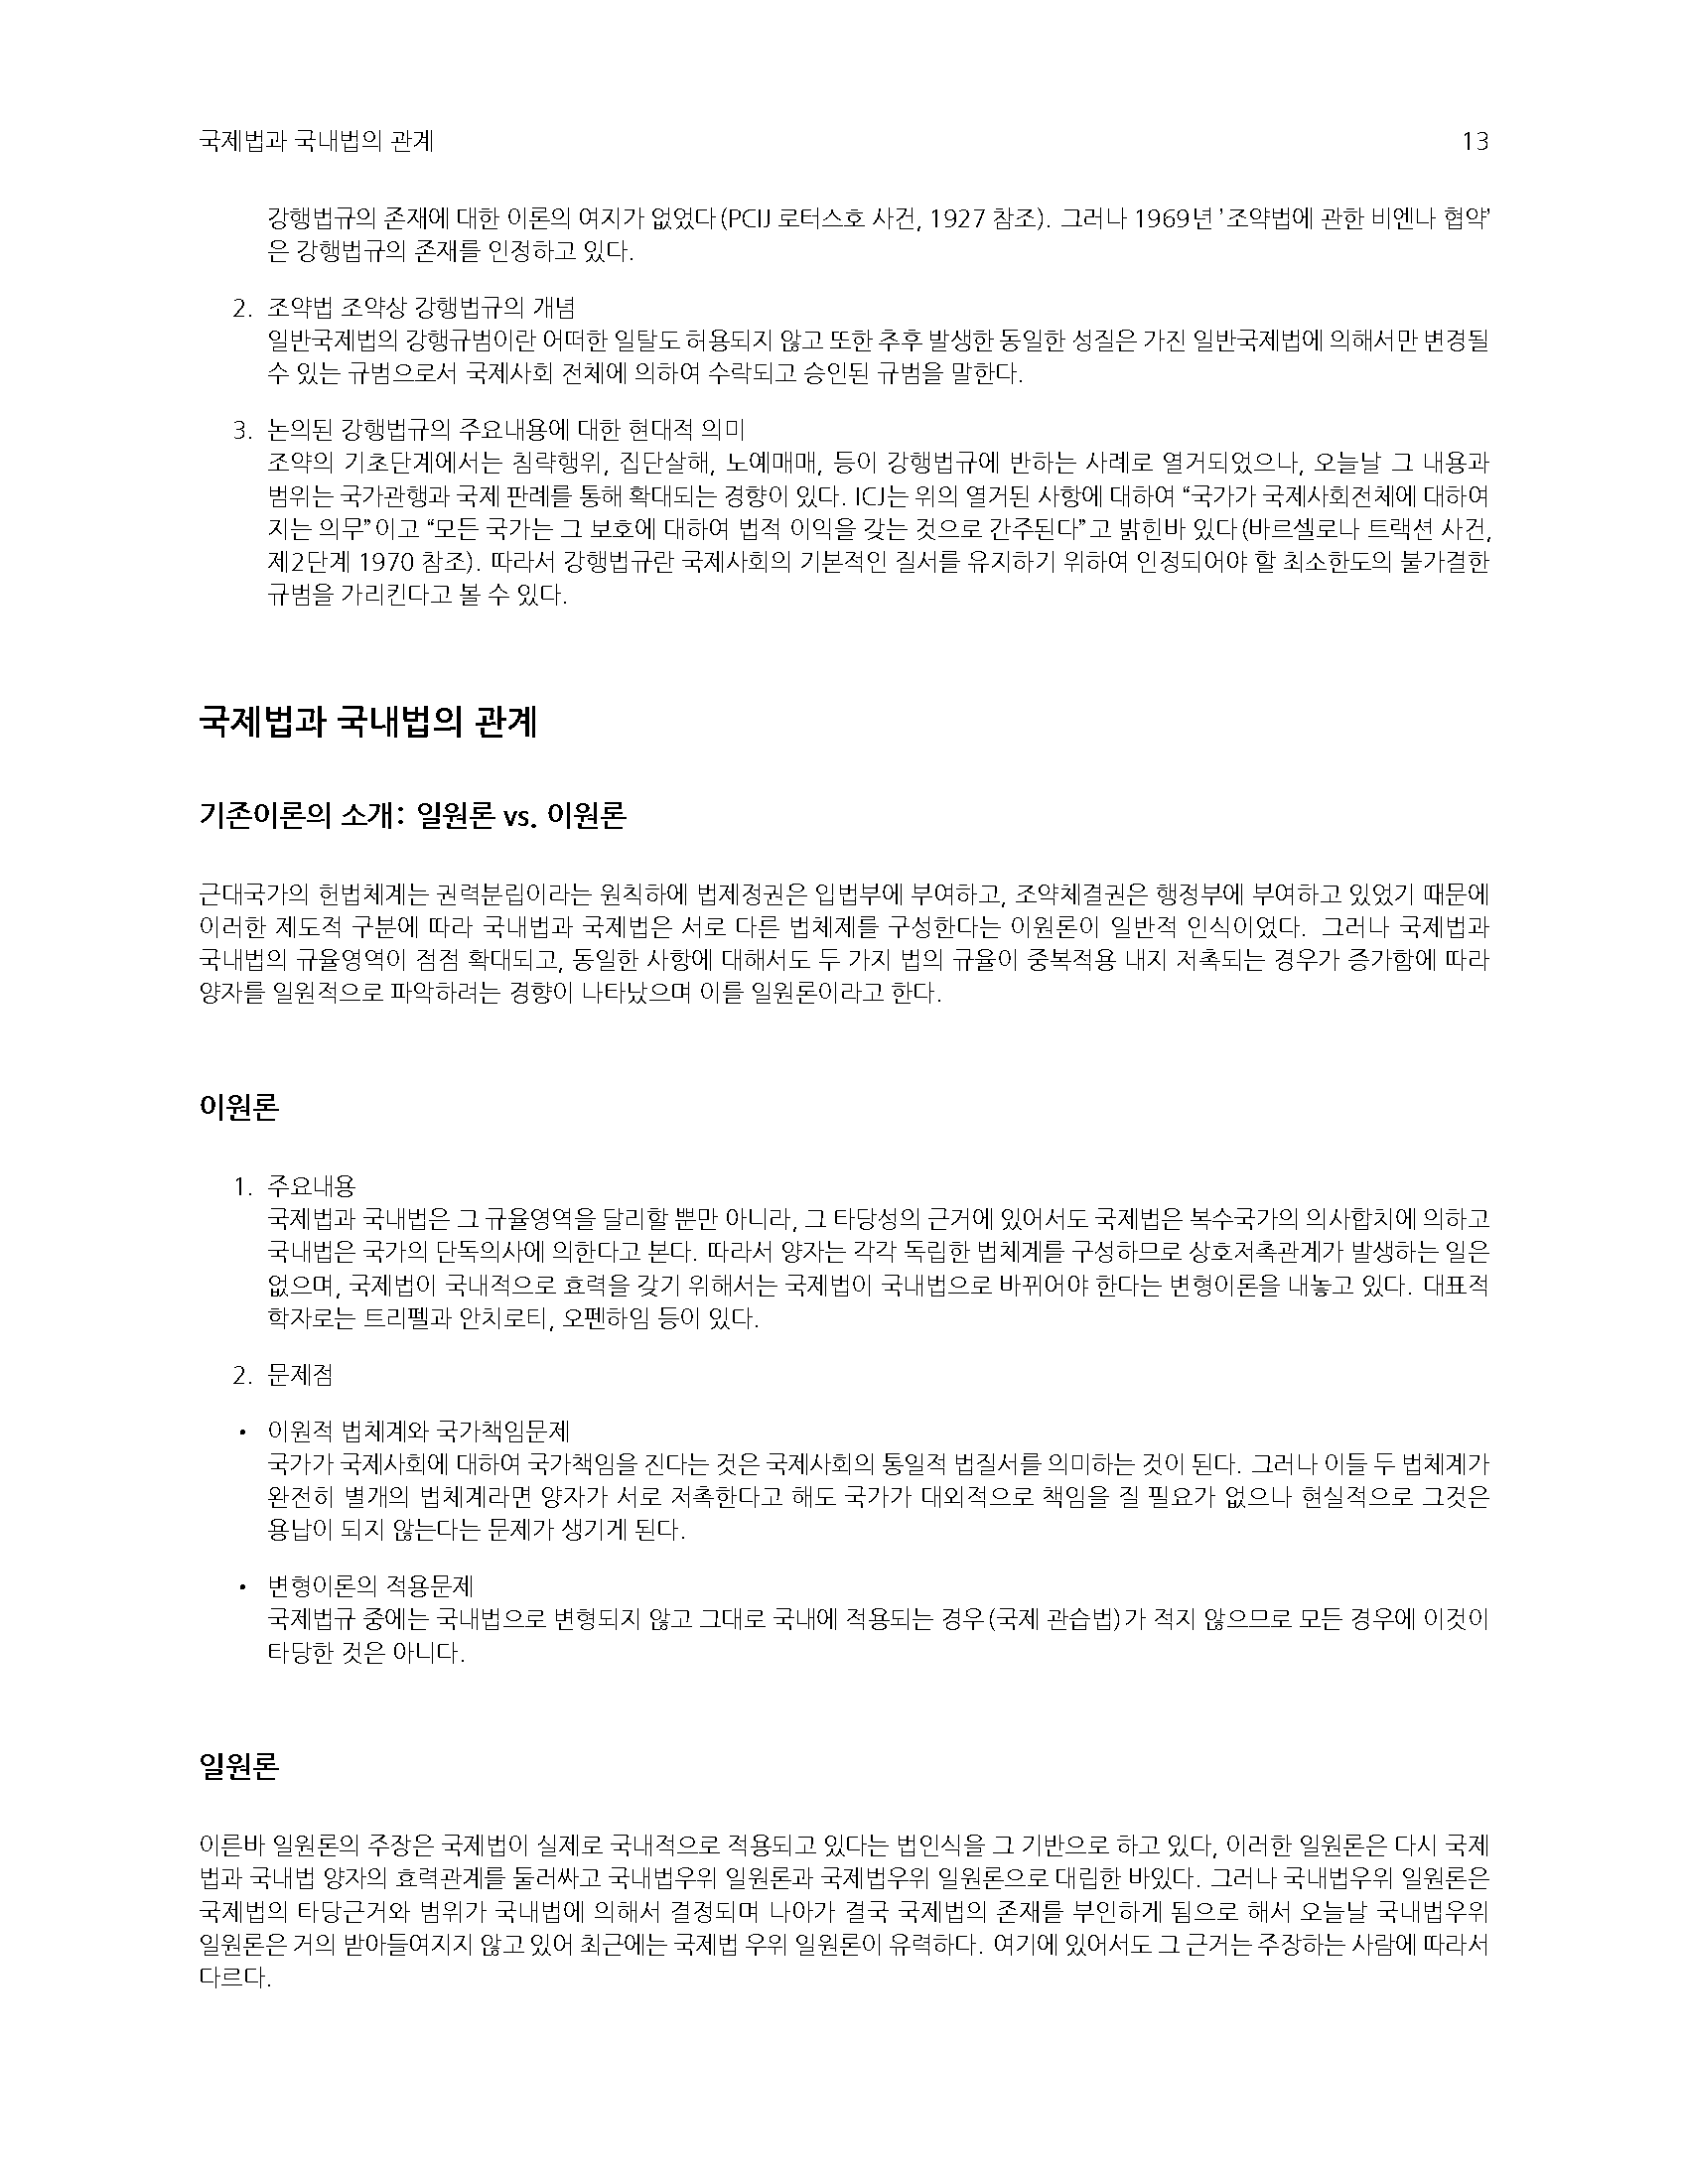 국제법과 국내법의 관계 13
강행법규의 존재에 대한 이론의 여지가 없었다(PCIJ 로터스호 사건, 1927 참조). 그러나 1969년 ’조약법에 관한 비엔나 협약’
은 강행법규의 존재를 인정하고 있다.
2. 조약법 조약상 강행법규의 개념
일반국제법의 강행규범이란 어떠한 일탈도 허용되지 않고 또한 추후 발생한 동일한 성질은 가진 일반국제법에 의해서만 변경될
수 있는 규범으로서 국제사회 전체에 의하여 수락되고 승인된 규범을 말한다.
3. 논의된 강행법규의 주요내용에 대한 현대적 의미
조약의 기초단계에서는 침략행위, 집단살해, 노예매매, 등이 강행법규에 반하는 사례로 열거되었으나, 오늘날 그 내용과
범위는 국가관행과 국제 판례를 통해 확대되는 경향이 있다. ICJ는 위의 열거된 사항에 대하여 “국가가 국제사회전체에 대하여
지는 의무”이고 “모든 국가는 그 보호에 대하여 법적 이익을 갖는 것으로 간주된다”고 밝힌바 있다(바르셀로나 트랙션 사건,
제2단계 1970 참조). 따라서 강행법규란 국제사회의 기본적인 질서를 유지하기 위하여 인정되어야 할 최소한도의 불가결한
규범을 가리킨다고 볼 수 있다.
국제법과 국내법의 관계
기존이론의 소개: 일원론 vs. 이원론
근대국가의 헌법체계는 권력분립이라는 원칙하에 법제정권은 입법부에 부여하고, 조약체결권은 행정부에 부여하고 있었기 때문에
이러한 제도적 구분에 따라 국내법과 국제법은 서로 다른 법체제를 구성한다는 이원론이 일반적 인식이었다. 그러나 국제법과
국내법의 규율영역이 점점 확대되고, 동일한 사항에 대해서도 두 가지 법의 규율이 중복적용 내지 저촉되는 경우가 증가함에 따라
양자를 일원적으로 파악하려는 경향이 나타났으며 이를 일원론이라고 한다.
이원론
1. 주요내용
국제법과 국내법은 그 규율영역을 달리할 뿐만 아니라, 그 타당성의 근거에 있어서도 국제법은 복수국가의 의사합치에 의하고
국내법은 국가의 단독의사에 의한다고 본다. 따라서 양자는 각각 독립한 법체계를 구성하므로 상호저촉관계가 발생하는 일은
없으며, 국제법이 국내적으로 효력을 갖기 위해서는 국제법이 국내법으로 바뀌어야 한다는 변형이론을 내놓고 있다. 대표적
학자로는 트리펠과 안치로티, 오펜하임 등이 있다.
2. 문제점
• 이원적 법체계와 국가책임문제
국가가 국제사회에 대하여 국가책임을 진다는 것은 국제사회의 통일적 법질서를 의미하는 것이 된다. 그러나 이들 두 법체계가
완전히 별개의 법체계라면 양자가 서로 저촉한다고 해도 국가가 대외적으로 책임을 질 필요가 없으나 현실적으로 그것은
용납이 되지 않는다는 문제가 생기게 된다.
• 변형이론의 적용문제
국제법규 중에는 국내법으로 변형되지 않고 그대로 국내에 적용되는 경우(국제 관습법)가 적지 않으므로 모든 경우에 이것이
타당한 것은 아니다.
일원론
이른바 일원론의 주장은 국제법이 실제로 국내적으로 적용되고 있다는 법인식을 그 기반으로 하고 있다, 이러한 일원론은 다시 국제
법과 국내법 양자의 효력관계를 둘러싸고 국내법우위 일원론과 국제법우위 일원론으로 대립한 바있다. 그러나 국내법우위 일원론은
국제법의 타당근거와 범위가 국내법에 의해서 결정되며 나아가 결국 국제법의 존재를 부인하게 됨으로 해서 오늘날 국내법우위
일원론은 거의 받아들여지지 않고 있어 최근에는 국제법 우위 일원론이 유력하다. 여기에 있어서도 그 근거는 주장하는 사람에 따라서
다르다.